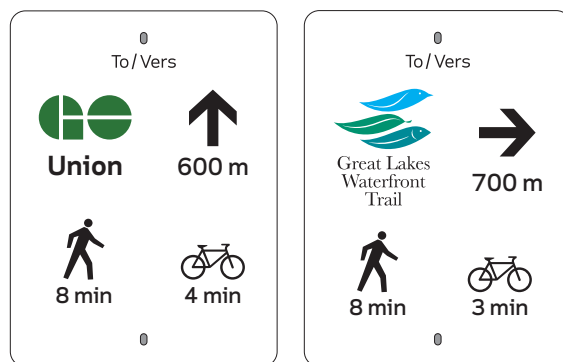 To/Vers
GO
Union
600 m
8 min
4 min
To/Vers
Great Lakes
Waterfront
Trail
700 m
8 min
3 min